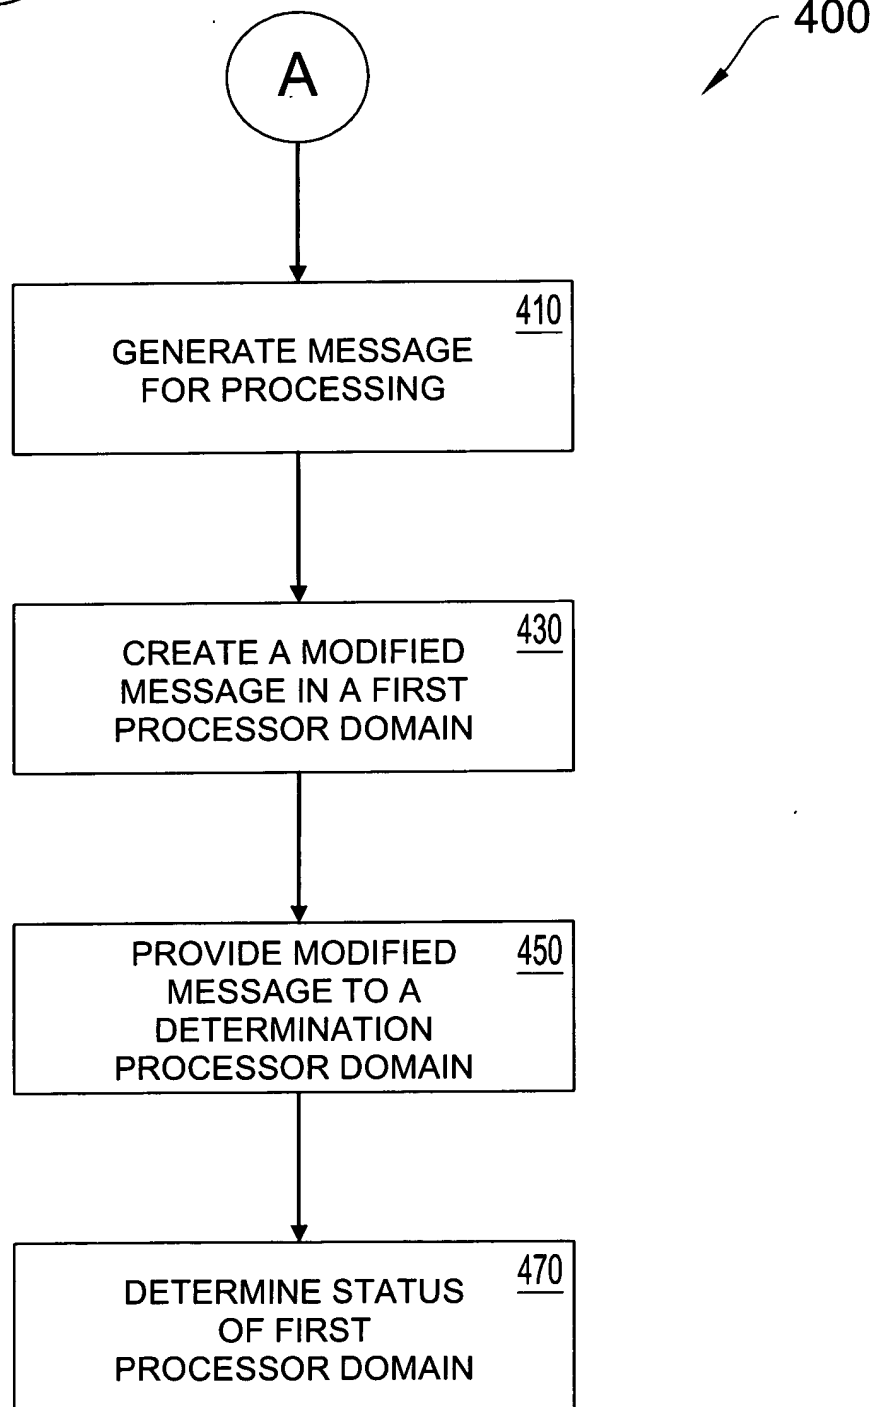 400
A
410
GENERATE MESSAGE
FOR PROCESSING
430
CREATE A MODIFIED
MESSAGE IN A FIRST
PROCESSOR DOMAIN
450
PROVIDE MODIFIED
MESSAGE TO A
DETERMINATION
PROCESSOR DOMAIN
470
DETERMINE STATUS
OF FIRST
PROCESSOR DOMAIN